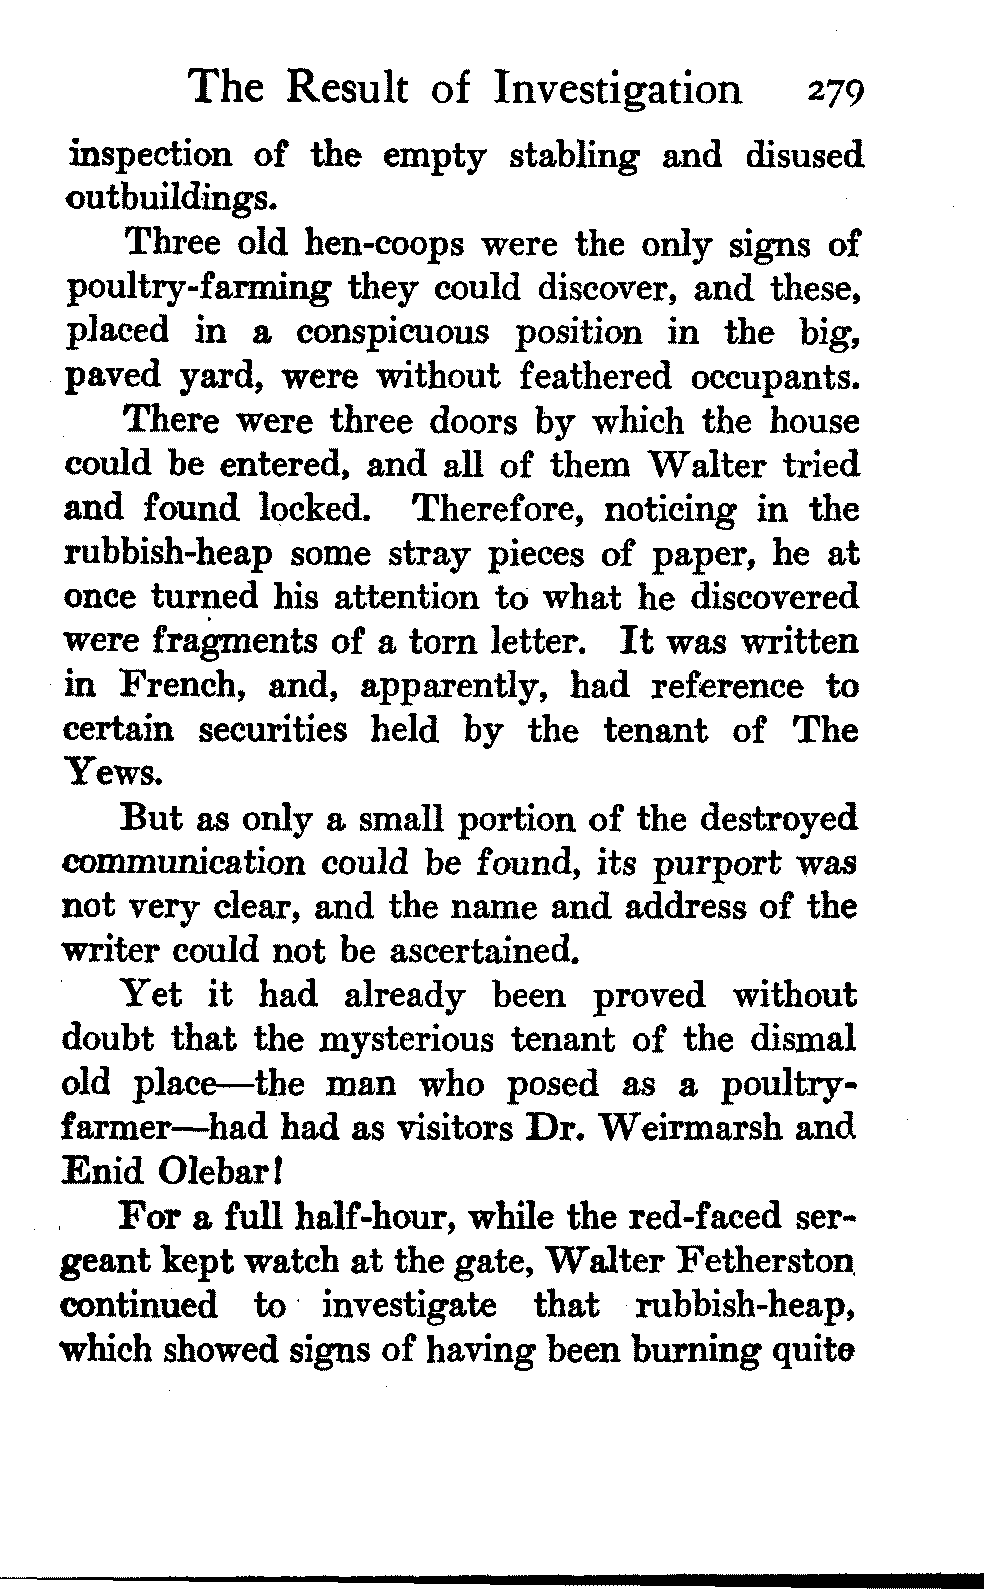 The Result of Investigation 279
inspection of the empty stabling and disused
outbuildings.
Three old hen-coops were the only signs of
poultry-farming they could discover, and these,
placed in a conspicuous position in the big,
paved yard, were without feathered occupants.
There were three doors by which the house
could be entered, and all of them Walter tried
and found locked. Therefore, noticing in the
rubbish-heap some stray pieces of paper, he at
once turned his attention to what he discovered
were fragments of a torn letter. It was written
in French, and, apparently, had reference to
certain securities held by the tenant of The
Yews.
But as only a small portion of the destroyed
communication could be found, its purport was
not very clear, and the name and address of the
writer could not be ascertained.
Yet it had already been proved without
doubt that the mysterious tenant of the dismal
old place—the man who posed as a poultry-
farmer—had had as visitors Dr. Weirmarsh and
Enid Olebar!
For a full half-hour, while the red-faced ser-
geant kept watch at the gate, Walter Fetherston
continued to investigate that rubbish-heap,
which showed signs of having been burning quite